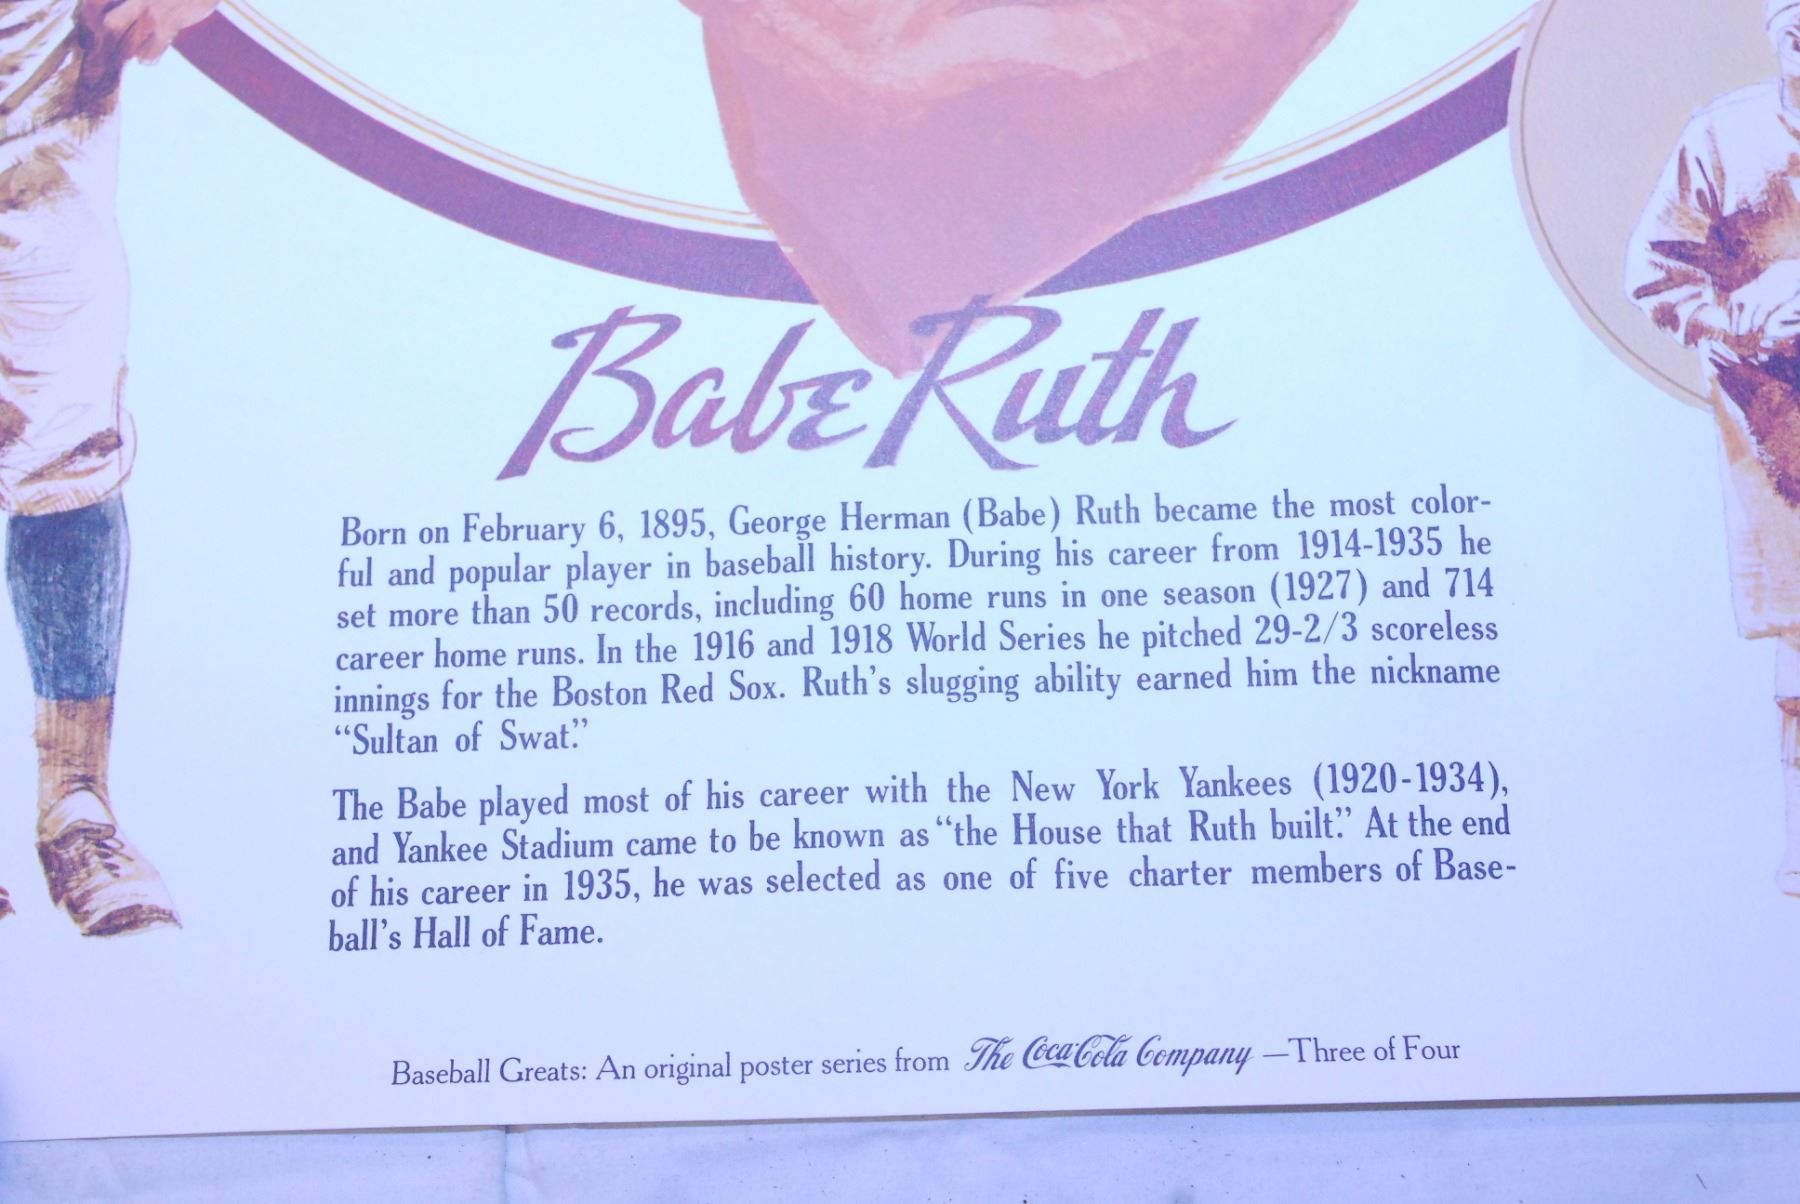 Babe Ruth
Born on February 6, 1895, George Herman (Babe) Ruth became the most color-
ful and popular player in baseball history. During his career from 1914-1935 he
set more than 50 records, including 60 home runs in one season (1927) and 714
career home runs. In the 1916 and 1918 World Series he pitched 29-2/3 scoreless
innings for the Boston Red Sox. Ruth's slugging ability earned him the nickname
“Sultan of Swat.”
The Babe played most of his career with the New York Yankees (1920-1934),
and Yankee Stadium came to be known as “the House that Ruth built.” At the end
of his career in 1935, he was selected as one of five charter members of Base-
ball's Hall of Fame.
Baseball Greats: An original poster series from The Coca-Cola Company —Three of Four